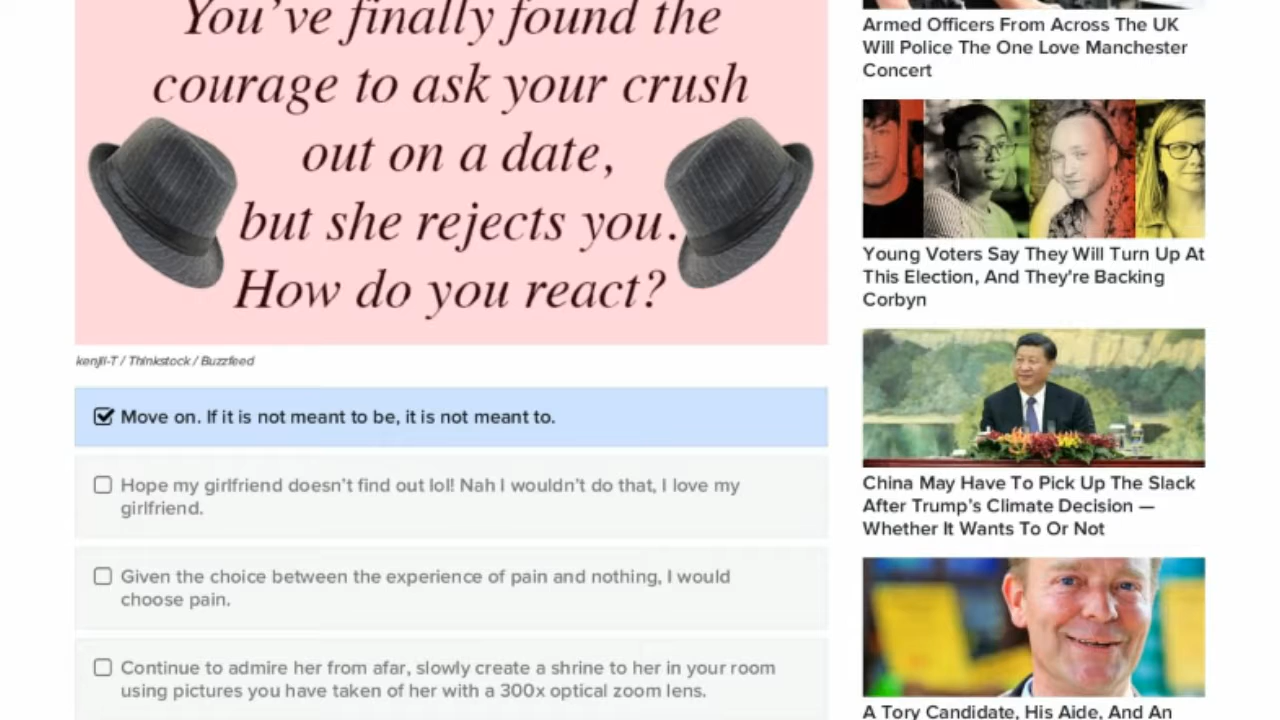 You've finally found the
courage to ask your crush
out on a date,
but she rejects you.
How do you react?
kenjii-T / Thinkstock / Buzzfeed
Move on. If it is not meant to be, it is not meant to.
Hope my girlfriend doesn't find out lol! Nah I wouldn't do that, I love my
girlfriend.
Given the choice between the experience of pain and nothing, I would
choose pain.
Continue to admire her from afar, slowly create a shrine to her in your room
using pictures you have taken of her with a 300x optical zoom lens.
Armed Officers From Across The UK
Will Police The One Love Manchester
Concert
Young Voters Say They Will Turn Up At
This Election, And They're Backing
Corbyn
China May Have To Pick Up The Slack
After Trump's Climate Decision —
Whether It Wants To Or Not
A Tory Candidate, His Aide, And An